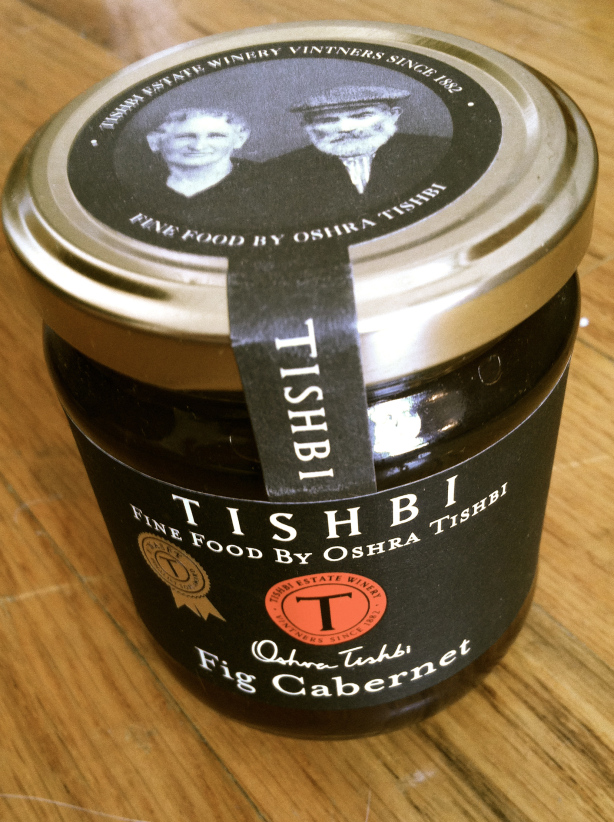 TISHBI ESTATE WINERY VINTNERS SINCE 1882
FINE FOOD BY OSHRA TISHBI
TISHBI
TISHBI
FINE FOOD BY OSHRA TISHBI
T
TISHBI ESTATE WINERY
T
VINTNERS SINCE 1882
Oshra Tishbi
Fig Cabernet